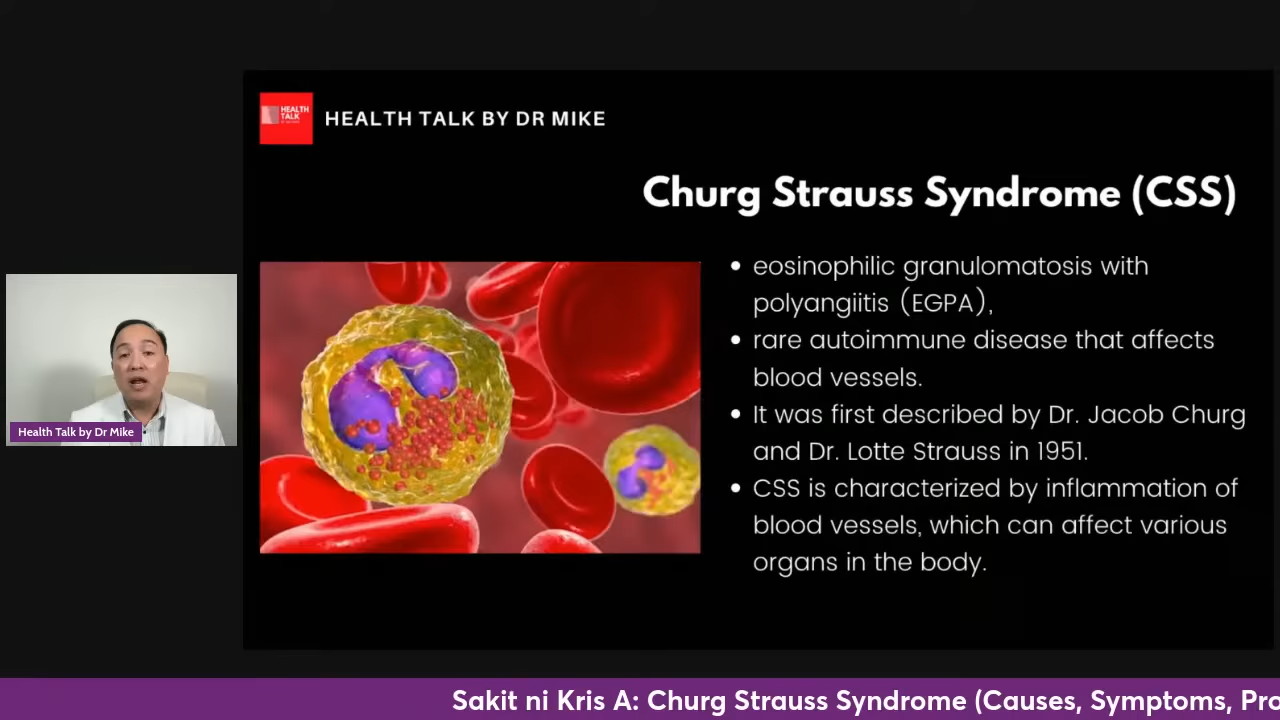 HEALTH
TALK
HEALTH TALK BY DR MIKE
Churg Strauss Syndrome (CSS)
• eosinophilic granulomatosis with
polyangiitis (EGPA),
• rare autoimmune disease that affects
blood vessels.
• It was first described by Dr. Jacob Churg
and Dr. Lotte Strauss in 1951.
• CSS is characterized by inflammation of
blood vessels, which can affect various
organs in the body.
Health Talk by Dr Mike
Sakit ni Kris A: Churg Strauss Syndrome (Causes, Symptoms, Pro